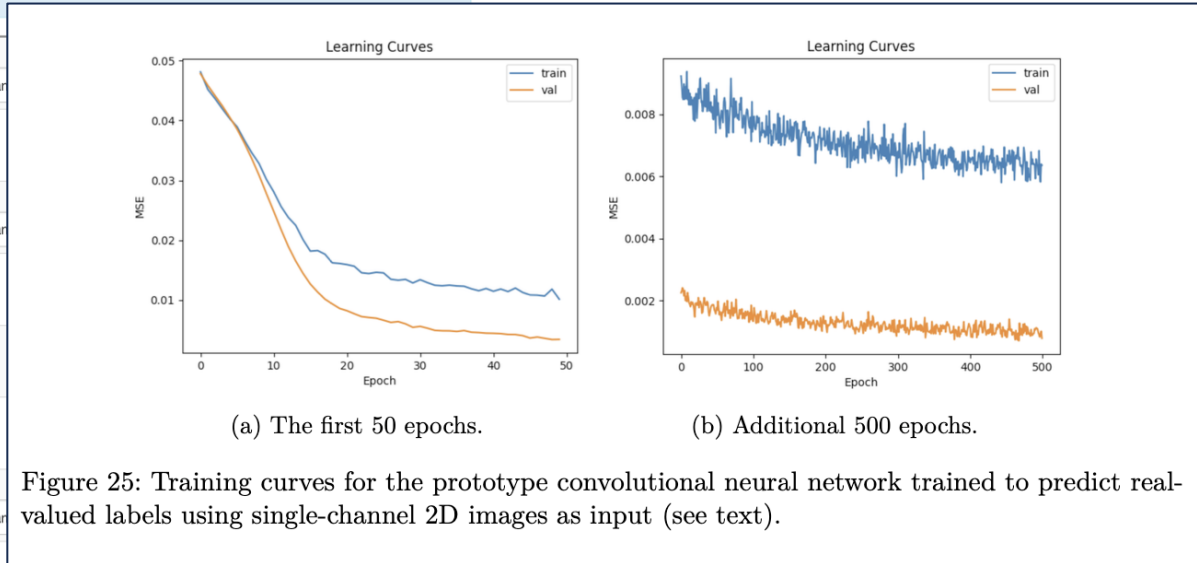 Learning Curves
train
val
0.05
0.04
0.03
0.02
0.01
MSE
0 10 20 30 40 50
Epoch
(a) The first 50 epochs.
Learning Curves
train
val
0.008
0.006
0.004
0.002
MSE
0 100 200 300 400 500
Epoch
(b) Additional 500 epochs.
Figure 25: Training curves for the prototype convolutional neural network trained to predict real-
valued labels using single-channel 2D images as input (see text).